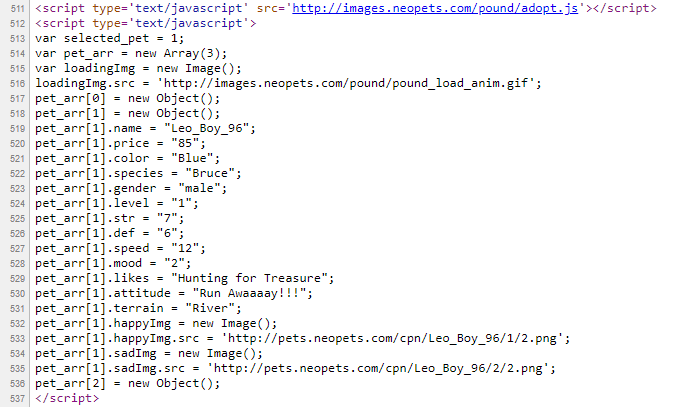 511 <script type='text/javascript' src='http://images.neopets.com/pound/adopt.js'></script>
512 <script type='text/javascript'>
513 var selected_pet = 1;
514 var pet_arr = new Array(3);
515 var loadingImg = new Image();
516 loadingImg.src = 'http://images.neopets.com/pound/pound_load_anim.gif';
517 pet_arr[0] = new Object();
518 pet_arr[1] = new Object();
519 pet_arr[1].name = "Leo_Boy_96";
520 pet_arr[1].price = "85";
521 pet_arr[1].color = "Blue";
522 pet_arr[1].species = "Bruce";
523 pet_arr[1].gender = "male";
524 pet_arr[1].level = "1";
525 pet_arr[1].str = "7";
526 pet_arr[1].def = "6";
527 pet_arr[1].speed = "12";
528 pet_arr[1].mood = "2";
529 pet_arr[1].likes = "Hunting for Treasure";
530 pet_arr[1].attitude = "Run Awaaaay!!!";
531 pet_arr[1].terrain = "River";
532 pet_arr[1].happyImg = new Image();
533 pet_arr[1].happyImg.src = 'http://pets.neopets.com/cpn/Leo_Boy_96/1/2.png';
534 pet_arr[1].sadImg = new Image();
535 pet_arr[1].sadImg.src = 'http://pets.neopets.com/cpn/Leo_Boy_96/2/2.png';
536 pet_arr[2] = new Object();
537 </script>